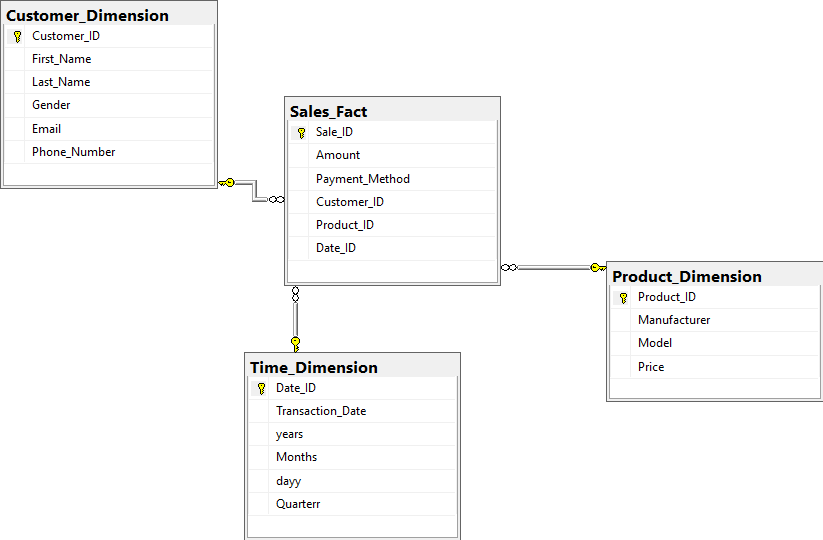 Customer_Dimension
Customer_ID
First_Name
Last_Name
Gender
Email
Phone_Number
Sales_Fact
Sale_ID
Amount
Payment_Method
Customer_ID
Product_ID
Date_ID
Product_Dimension
Product_ID
Manufacturer
Model
Price
Time_Dimension
Date_ID
Transaction_Date
years
Months
dayy
Quarterr